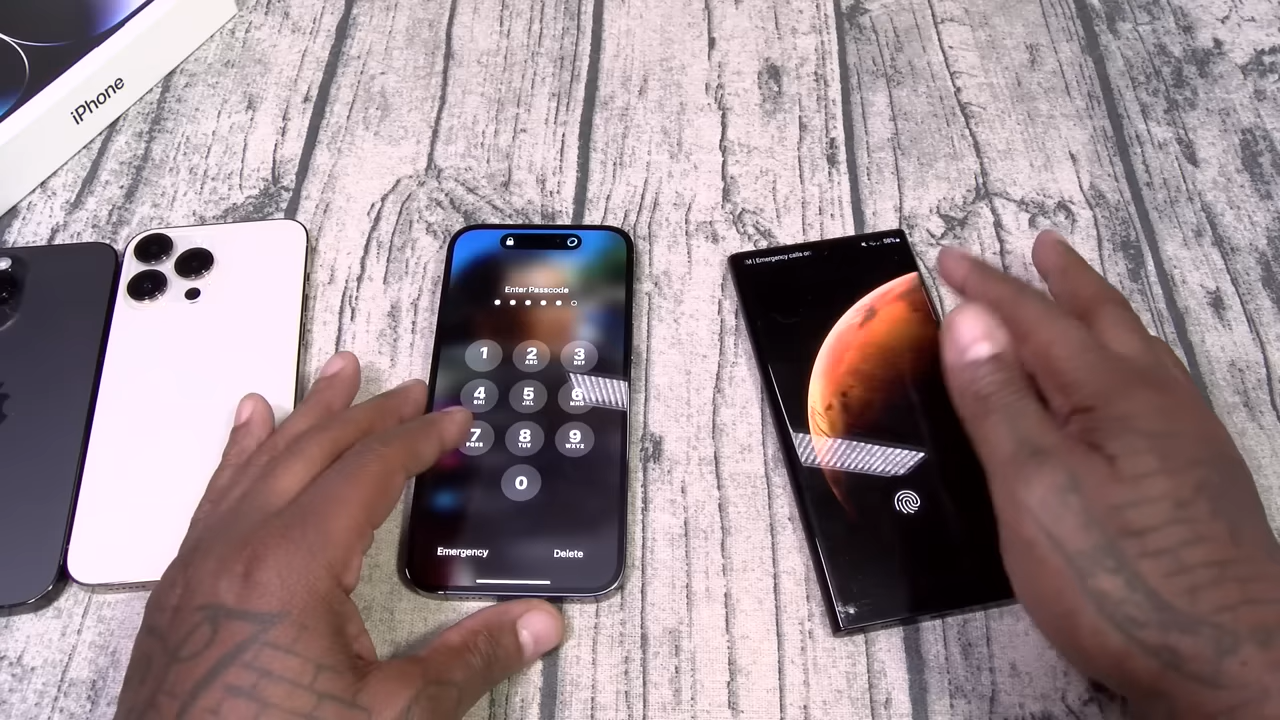 iPhone
Enter Passcode
1
2
ABC
3
DEF
4
GHI
5
JKL
6
MNO
7
PQRS
8
TUV
9
WXYZ
0
Emergency
Delete
M | Emergency calls on
56%